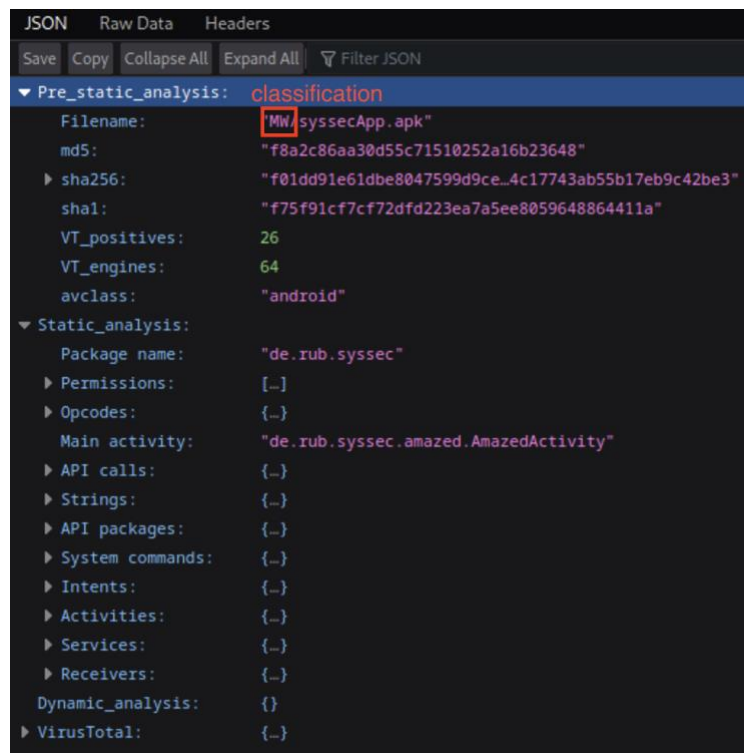 JSON Raw Data Headers
Save Copy Collapse All Expand All Filter JSON
Pre_static_analysis: classification
Filename: "MW/syssecApp.apk"
md5: "f8a2c86aa30d55c71510252a16b23648"
sha256: "f01dd91e61dbe8047599d9ce…4c17743ab55b17eb9c42be3"
sha1: "f75f91cf7cf72dfd223ea7a5ee8059648864411a"
VT_positives: 26
VT_engines: 64
avclass: "android"
Static_analysis:
Package name: "de.rub.syssec"
Permissions: […]
Opcodes: {…}
Main activity: "de.rub.syssec.amazed.AmazedActivity"
API calls: {…}
Strings: {…}
API packages: {…}
System commands: {…}
Intents: {…}
Activities: {…}
Services: {…}
Receivers: {…}
Dynamic_analysis: {}
VirusTotal: {…}